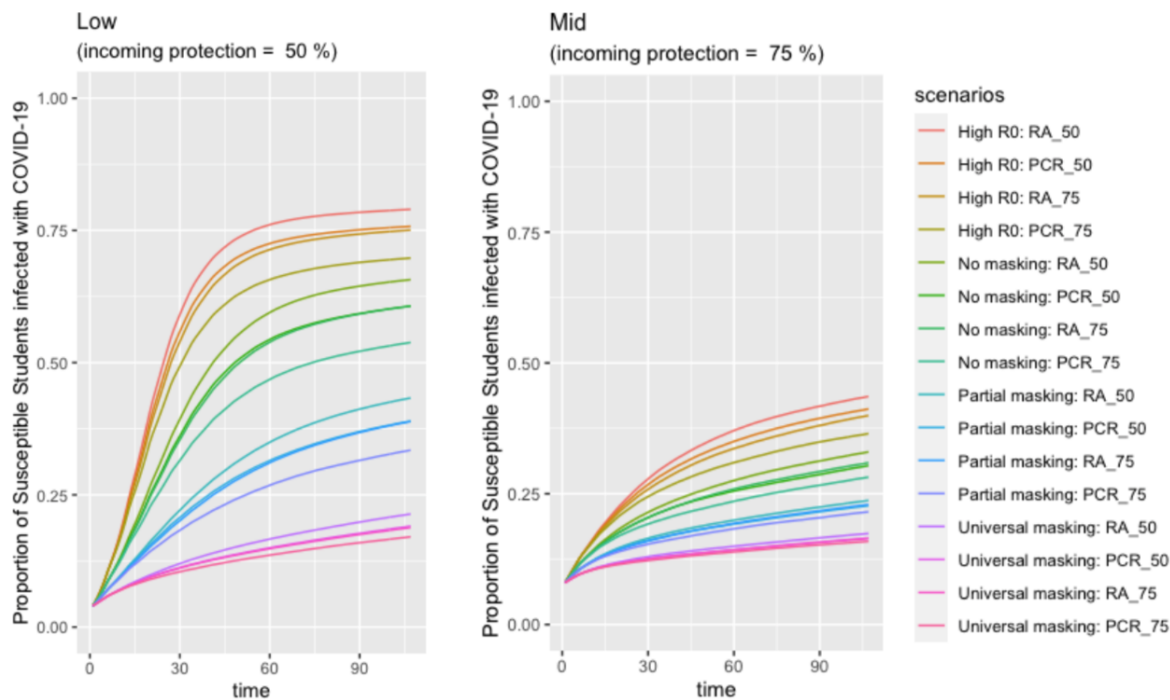 Low
(incoming protection =  50 %)
Proportion of Susceptible Students infected with COVID-19
1.00
0.75
0.50
0.25
0.00
0
30
60
90
time
Mid
(incoming protection =  75 %)
Proportion of Susceptible Students infected with COVID-19
1.00
0.75
0.50
0.25
0.00
0
30
60
90
time
scenarios
High R0: RA_50
High R0: PCR_50
High R0: RA_75
High R0: PCR_75
No masking: RA_50
No masking: PCR_50
No masking: RA_75
No masking: PCR_75
Partial masking: RA_50
Partial masking: PCR_50
Partial masking: RA_75
Partial masking: PCR_75
Universal masking: RA_50
Universal masking: PCR_50
Universal masking: RA_75
Universal masking: PCR_75